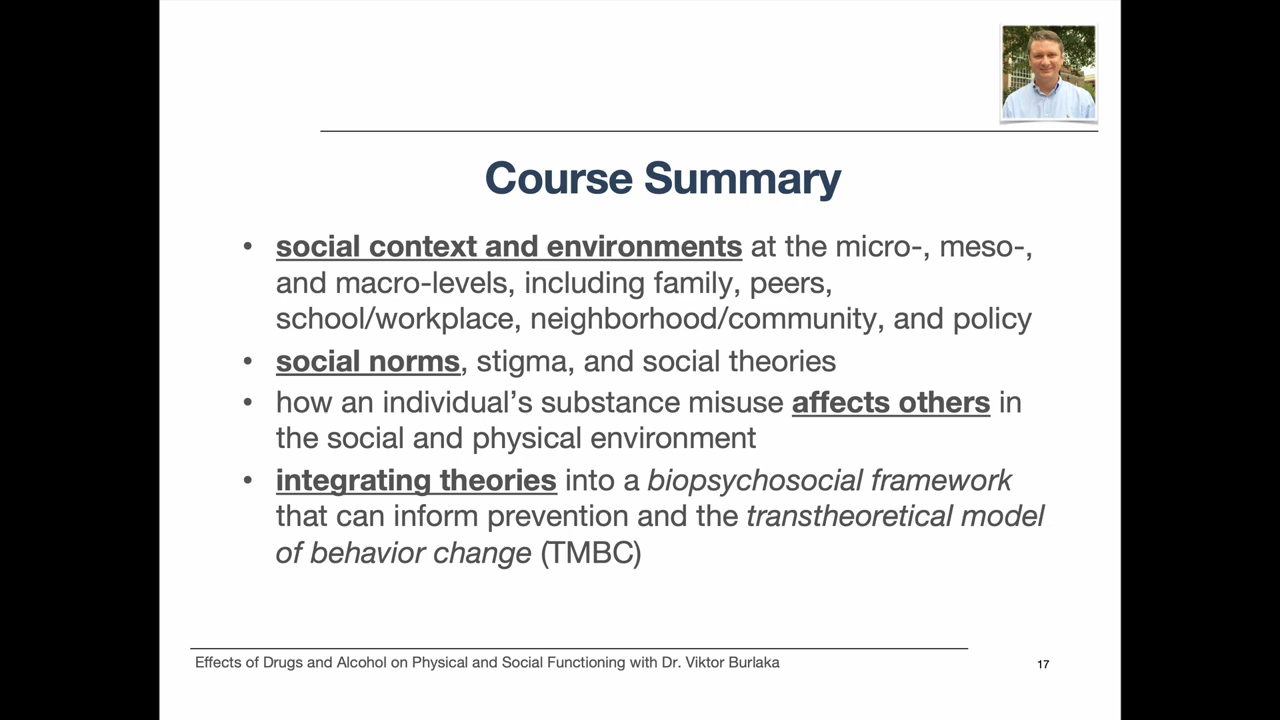 Course Summary
• social context and environments at the micro-, meso-,
and macro-levels, including family, peers,
school/workplace, neighborhood/community, and policy
• social norms, stigma, and social theories
• how an individual’s substance misuse affects others in
the social and physical environment
• integrating theories into a biopsychosocial framework
that can inform prevention and the transtheoretical model
of behavior change (TMBC)
Effects of Drugs and Alcohol on Physical and Social Functioning with Dr. Viktor Burlaka
17